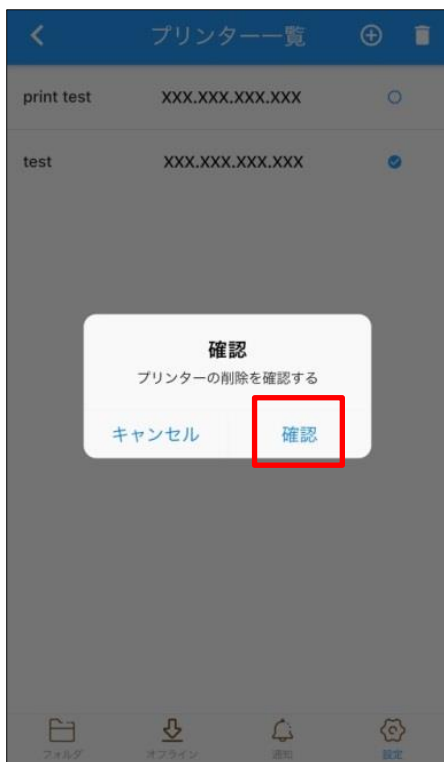 プリンター一覧
print test XXX.XXX.XXX.XXX
test XXX.XXX.XXX.XXX
確認
プリンターの削除を確認する
キャンセル 確認
フォルダ オフライン 通知 設定